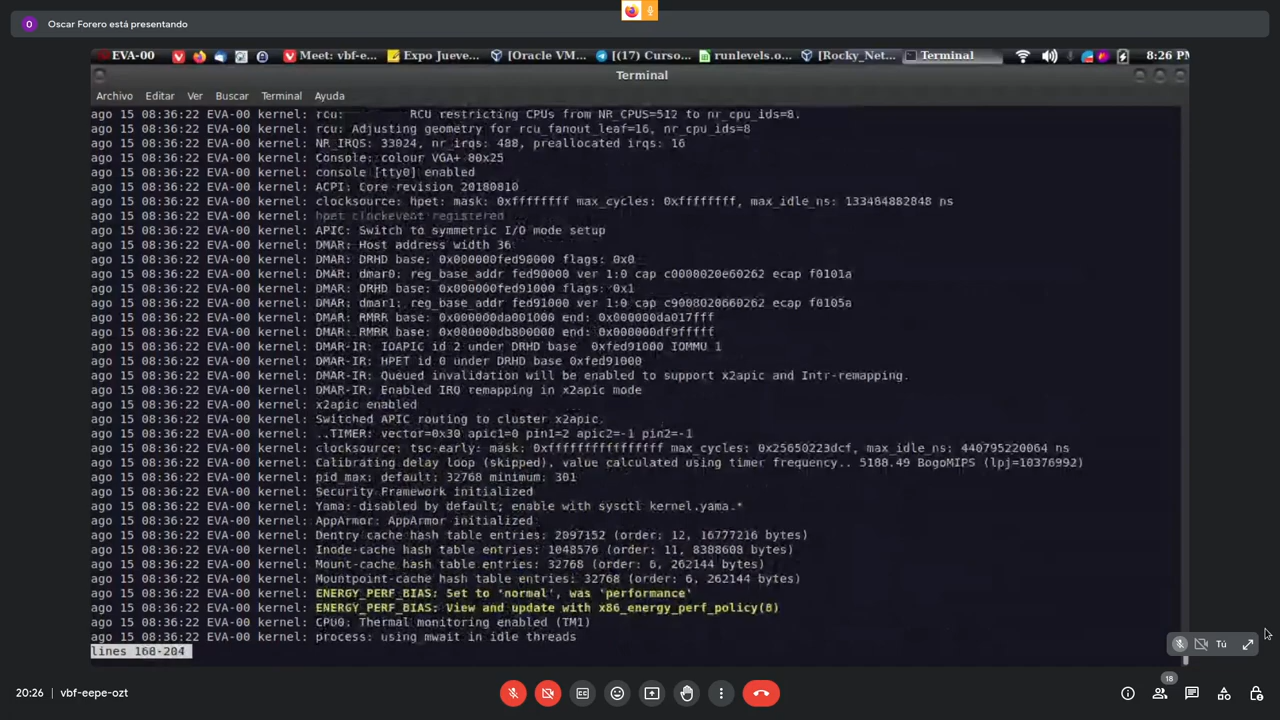 O Oscar Forero está presentando
EVA-00 Meet: vbf-e... Expo Jueve... [Oracle VM... [(17) Curso... runlevels.o... [Rocky_Net... Terminal 8:26 PM
Terminal
Archivo Editar Ver Buscar Terminal Ayuda
ago 15 08:36:22 EVA-00 kernel: rcu: RCU restricting CPUs from NR_CPUS=512 to nr_cpu_ids=8.
ago 15 08:36:22 EVA-00 kernel: rcu: Adjusting geometry for rcu_fanout_leaf=16, nr_cpu_ids=8
ago 15 08:36:22 EVA-00 kernel: NR_IRQS: 33024, nr_irqs: 488, preallocated irqs: 16
ago 15 08:36:22 EVA-00 kernel: Console: colour VGA+ 80x25
ago 15 08:36:22 EVA-00 kernel: console [tty0] enabled
ago 15 08:36:22 EVA-00 kernel: ACPI: Core revision 20180810
ago 15 08:36:22 EVA-00 kernel: clocksource: hpet: mask: 0xffffffff max_cycles: 0xffffffff, max_idle_ns: 133484882848 ns
ago 15 08:36:22 EVA-00 kernel: hpet clockevent registered
ago 15 08:36:22 EVA-00 kernel: APIC: Switch to symmetric I/O mode setup
ago 15 08:36:22 EVA-00 kernel: DMAR: Host address width 36
ago 15 08:36:22 EVA-00 kernel: DMAR: DRHD base: 0x000000fed90000 flags: 0x0
ago 15 08:36:22 EVA-00 kernel: DMAR: dmar0: reg_base_addr fed90000 ver 1:0 cap c0000020e60262 ecap f0101a
ago 15 08:36:22 EVA-00 kernel: DMAR: DRHD base: 0x000000fed91000 flags: 0x1
ago 15 08:36:22 EVA-00 kernel: DMAR: dmar1: reg_base_addr fed91000 ver 1:0 cap c9008020660262 ecap f0105a
ago 15 08:36:22 EVA-00 kernel: DMAR: RMRR base: 0x000000da001000 end: 0x000000da017fff
ago 15 08:36:22 EVA-00 kernel: DMAR: RMRR base: 0x000000db800000 end: 0x000000df9fffff
ago 15 08:36:22 EVA-00 kernel: DMAR-IR: IOAPIC id 2 under DRHD base  0xfed91000 IOMMU 1
ago 15 08:36:22 EVA-00 kernel: DMAR-IR: HPET id 0 under DRHD base 0xfed91000
ago 15 08:36:22 EVA-00 kernel: DMAR-IR: Queued invalidation will be enabled to support x2apic and Intr-remapping.
ago 15 08:36:22 EVA-00 kernel: DMAR-IR: Enabled IRQ remapping in x2apic mode
ago 15 08:36:22 EVA-00 kernel: x2apic enabled
ago 15 08:36:22 EVA-00 kernel: Switched APIC routing to cluster x2apic.
ago 15 08:36:22 EVA-00 kernel: ..TIMER: vector=0x30 apic1=0 pin1=2 apic2=-1 pin2=-1
ago 15 08:36:22 EVA-00 kernel: clocksource: tsc-early: mask: 0xffffffffffffffff max_cycles: 0x25650223dcf, max_idle_ns: 440795220064 ns
ago 15 08:36:22 EVA-00 kernel: Calibrating delay loop (skipped), value calculated using timer frequency.. 5188.49 BogoMIPS (lpj=10376992)
ago 15 08:36:22 EVA-00 kernel: pid_max: default: 32768 minimum: 301
ago 15 08:36:22 EVA-00 kernel: Security Framework initialized
ago 15 08:36:22 EVA-00 kernel: Yama: disabled by default; enable with sysctl kernel.yama.*
ago 15 08:36:22 EVA-00 kernel: AppArmor: AppArmor initialized
ago 15 08:36:22 EVA-00 kernel: Dentry cache hash table entries: 2097152 (order: 12, 16777216 bytes)
ago 15 08:36:22 EVA-00 kernel: Inode-cache hash table entries: 1048576 (order: 11, 8388608 bytes)
ago 15 08:36:22 EVA-00 kernel: Mount-cache hash table entries: 32768 (order: 6, 262144 bytes)
ago 15 08:36:22 EVA-00 kernel: Mountpoint-cache hash table entries: 32768 (order: 6, 262144 bytes)
ago 15 08:36:22 EVA-00 kernel: ENERGY_PERF_BIAS: Set to 'normal', was 'performance'
ago 15 08:36:22 EVA-00 kernel: ENERGY_PERF_BIAS: View and update with x86_energy_perf_policy(8)
ago 15 08:36:22 EVA-00 kernel: CPU0: Thermal monitoring enabled (TM1)
ago 15 08:36:22 EVA-00 kernel: process: using mwait in idle threads
lines 168-204
Tú
18
20:26 vbf-eepe-ozt